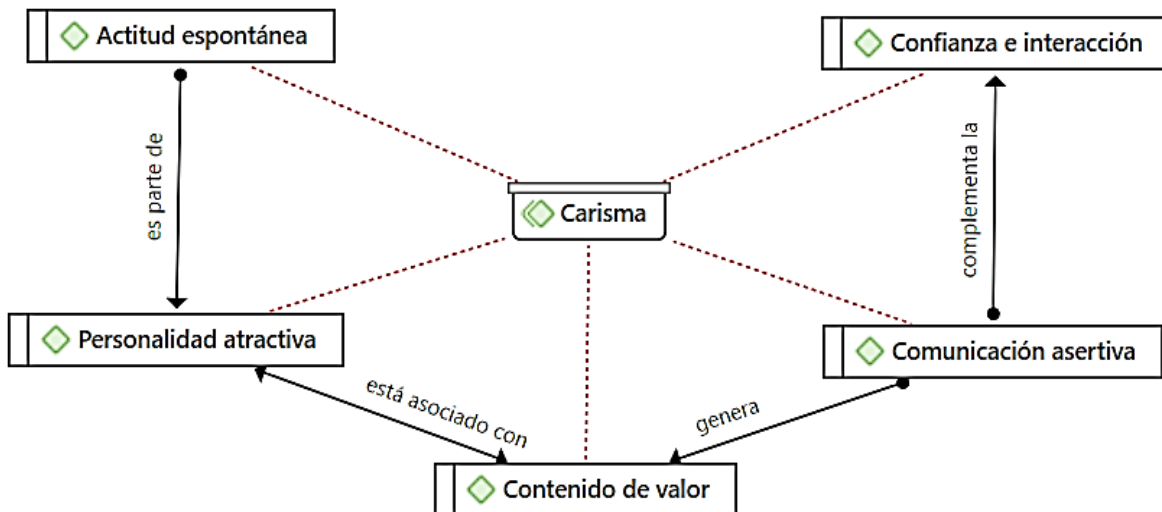 Actitud espontánea
Confianza e interacción
es parte de
complementa la
Carisma
Personalidad atractiva
Comunicación asertiva
está asociado con
genera
Contenido de valor